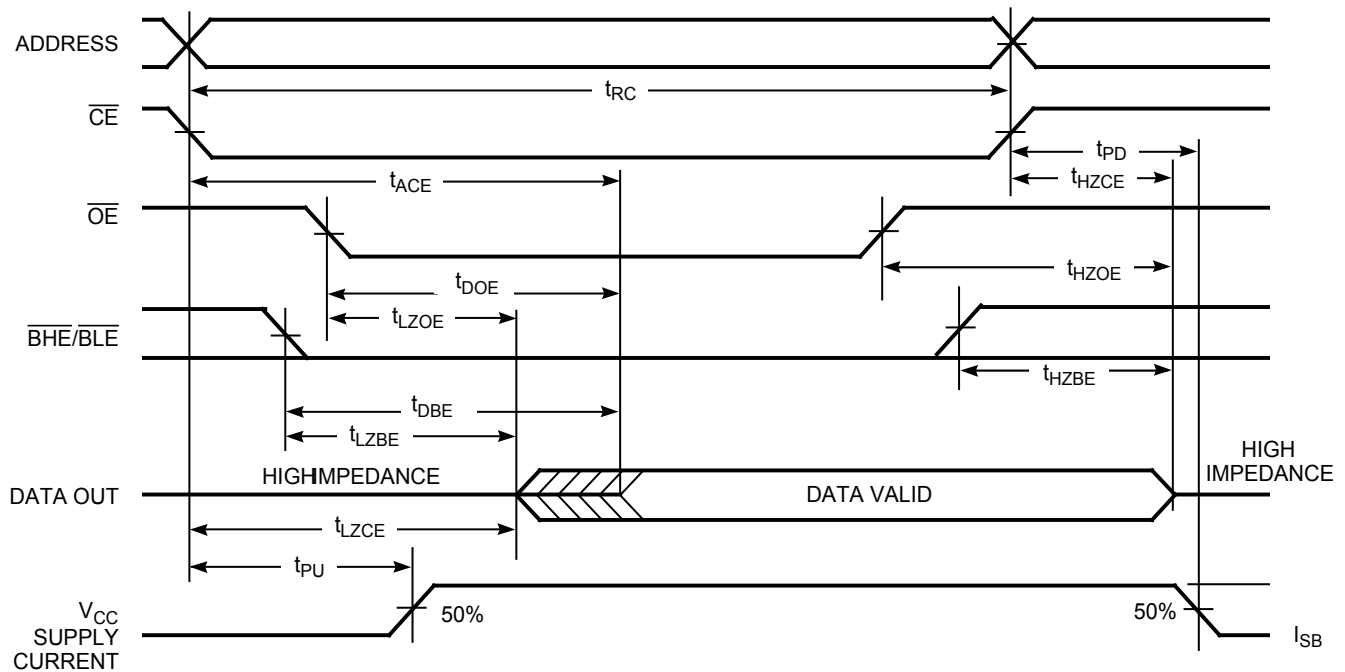 ADDRESS
tRC
CE
tPD
tACE
tHZCE
OE
tHZOE
tDOE
tLZOE
BHE/BLE
tHZBE
tDBE
tLZBE
HIGH
IMPEDANCE
HIGHIMPEDANCE
DATA OUT
DATA VALID
tLZCE
tPU
VCC
SUPPLY
CURRENT
50%
50%
ISB